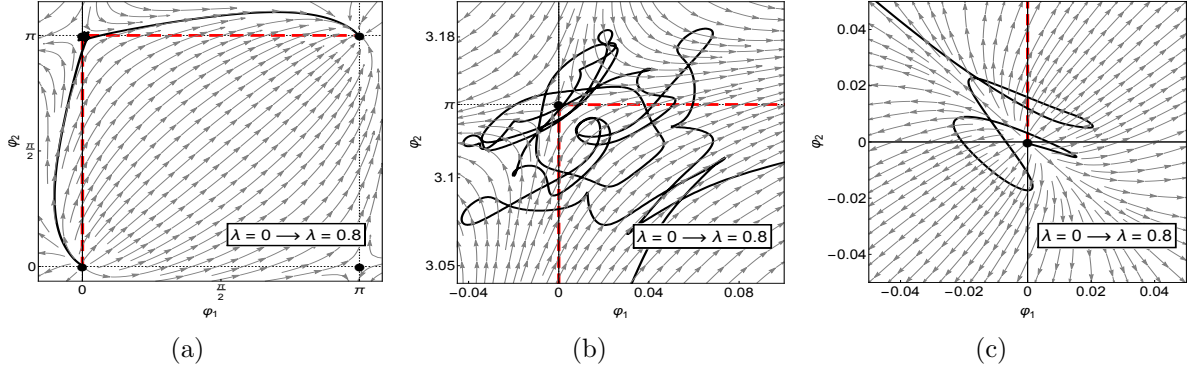 π
π/2
0
φ₂
0
π/2
π
φ₁
λ = 0 ⟶ λ = 0.8
(a)
3.18
π
3.1
3.05
φ₂
−0.04
0
0.04
0.08
φ₁
λ = 0 ⟶ λ = 0.8
(b)
0.04
0.02
0
−0.02
−0.04
φ₂
−0.04
−0.02
0
0.02
0.04
φ₁
λ = 0 ⟶ λ = 0.8
(c)